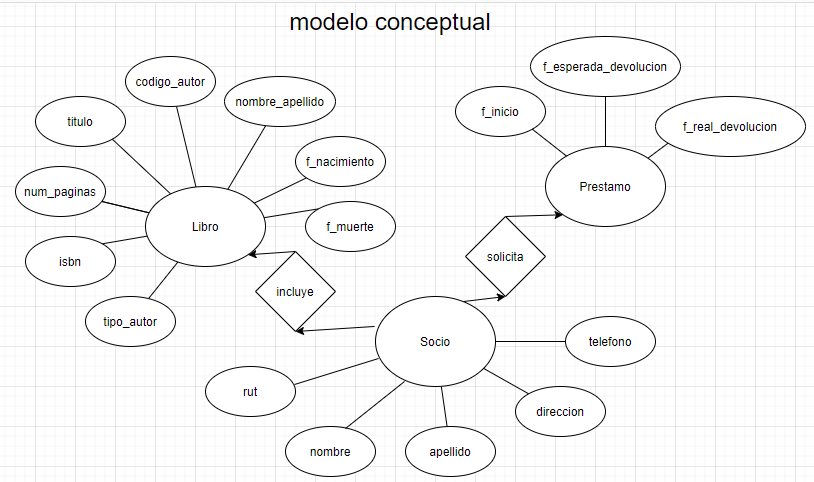 modelo conceptual
f_esperada_devolucion
codigo_autor
nombre_apellido
f_inicio
titulo
f_real_devolucion
f_nacimiento
num_paginas
Prestamo
Libro
f_muerte
isbn
solicita
incluye
tipo_autor
Socio
telefono
rut
direccion
nombre
apellido